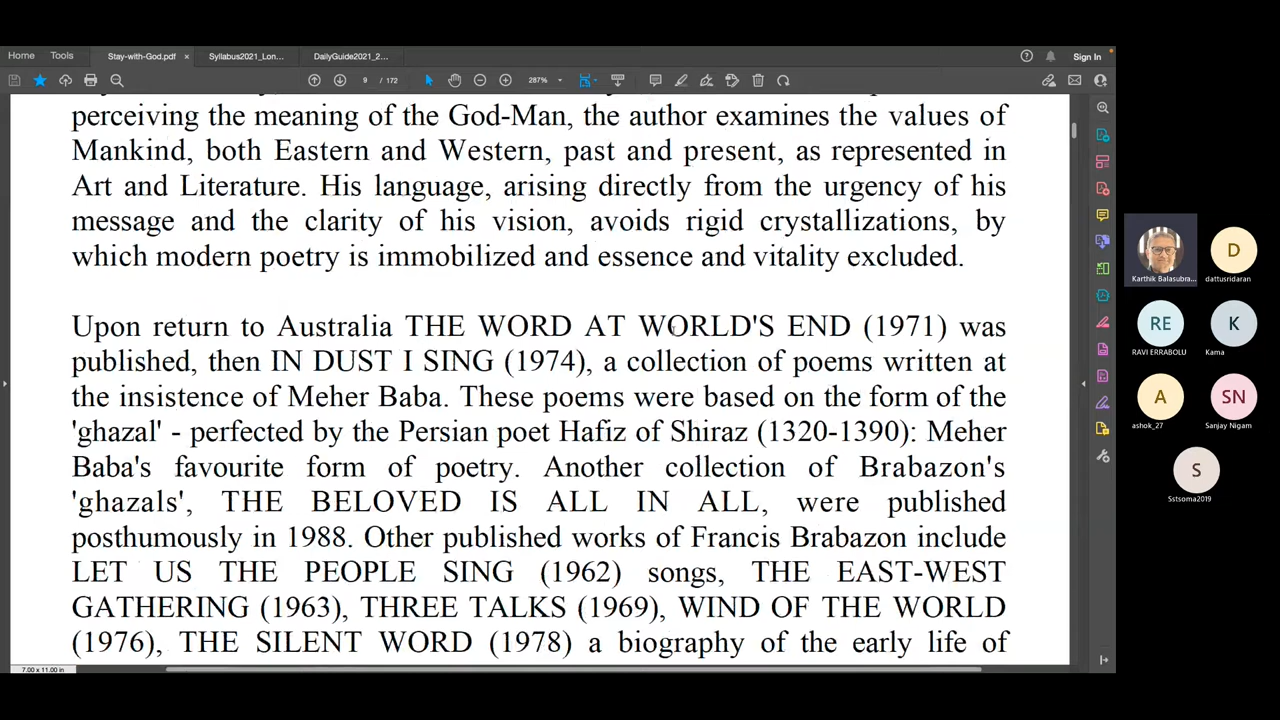 Home Tools Stay-with-God.pdf × Syllabus2021_Lon... DailyGuide2021_2... Sign In
9 / 172 287%
perceiving the meaning of the God-Man, the author examines the values of
Mankind, both Eastern and Western, past and present, as represented in
Art and Literature. His language, arising directly from the urgency of his
message and the clarity of his vision, avoids rigid crystallizations, by
which modern poetry is immobilized and essence and vitality excluded.
Upon return to Australia THE WORD AT WORLD'S END (1971) was
published, then IN DUST I SING (1974), a collection of poems written at
the insistence of Meher Baba. These poems were based on the form of the
'ghazal' - perfected by the Persian poet Hafiz of Shiraz (1320-1390): Meher
Baba's favourite form of poetry. Another collection of Brabazon's
'ghazals', THE BELOVED IS ALL IN ALL, were published
posthumously in 1988. Other published works of Francis Brabazon include
LET US THE PEOPLE SING (1962) songs, THE EAST-WEST
GATHERING (1963), THREE TALKS (1969), WIND OF THE WORLD
(1976), THE SILENT WORD (1978) a biography of the early life of
7.00 x 11.00 in
D
Karthik Balasubra... dattusridaran
RE K
RAVI ERRABOLU Kama
A SN
ashok_27 Sanjay Nigam
S
Sstsoma2019